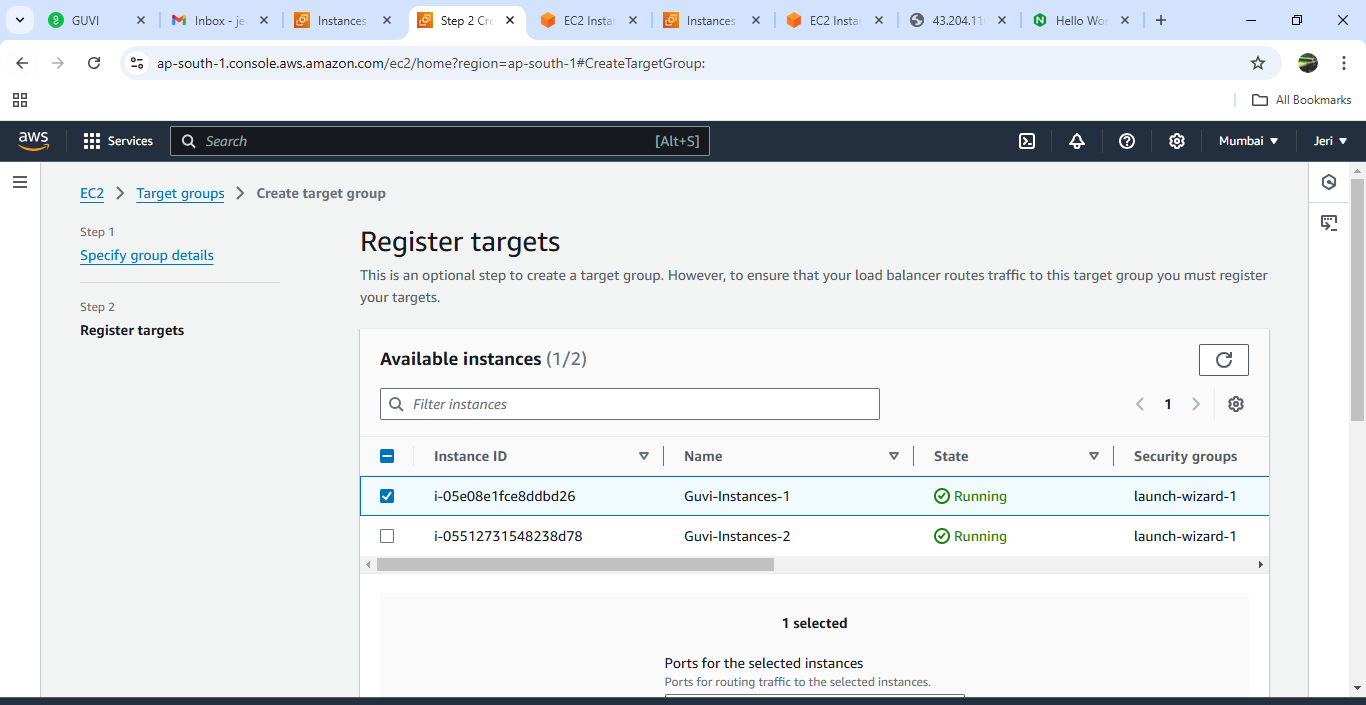 GUVI
Inbox - je
Instances
Step 2 Cre
EC2 Instan
Instances
EC2 Instan
43.204.11
Hello Wor
ap-south-1.console.aws.amazon.com/ec2/home?region=ap-south-1#CreateTargetGroup:
All Bookmarks
aws
Services
Search
[Alt+S]
Mumbai
Jeri
EC2 > Target groups > Create target group
Step 1
Specify group details
Step 2
Register targets
Register targets
This is an optional step to create a target group. However, to ensure that your load balancer routes traffic to this target group you must register
your targets.
Available instances (1/2)
Filter instances
1
Instance ID Name State Security groups
i-05e08e1fce8ddbd26 Guvi-Instances-1 Running launch-wizard-1
i-05512731548238d78 Guvi-Instances-2 Running launch-wizard-1
1 selected
Ports for the selected instances
Ports for routing traffic to the selected instances.